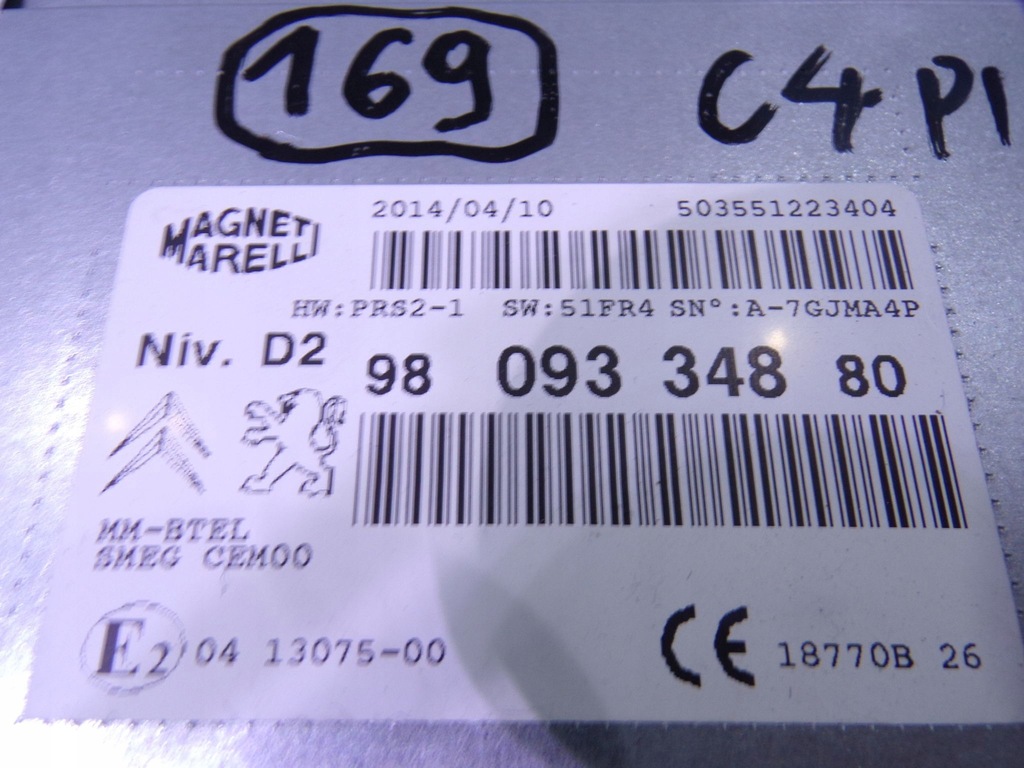 169 C4 PI
MAGNETI
MARELLI
2014/04/10 503551223404
HW:PRS2-1 SW:51FR4 SN°:A-7GJMA4P
Niv. D2 98 093 348 80
MM-BTEL
SMEG CEM00
E2 04 13075-00 CE 18770B 26